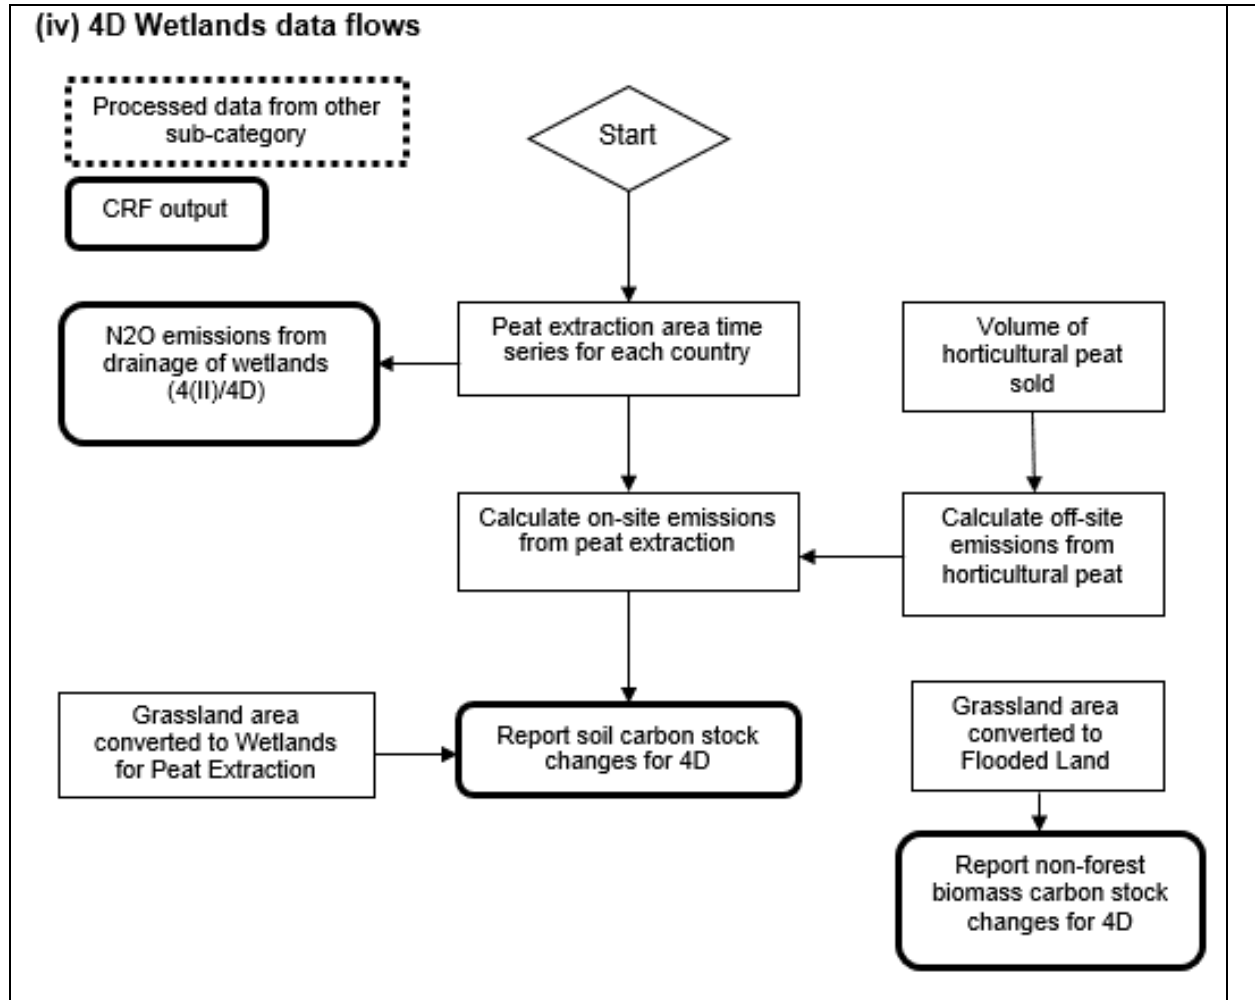 (iv) 4D Wetlands data flows
Processed data from other
sub-category
CRF output
Start
N2O emissions from
drainage of wetlands
(4(II)/4D)
Peat extraction area time
series for each country
Volume of
horticultural peat
sold
Calculate on-site emissions
from peat extraction
Calculate off-site
emissions from
horticultural peat
Grassland area
converted to Wetlands
for Peat Extraction
Report soil carbon stock
changes for 4D
Grassland area
converted to
Flooded Land
Report non-forest
biomass carbon stock
changes for 4D